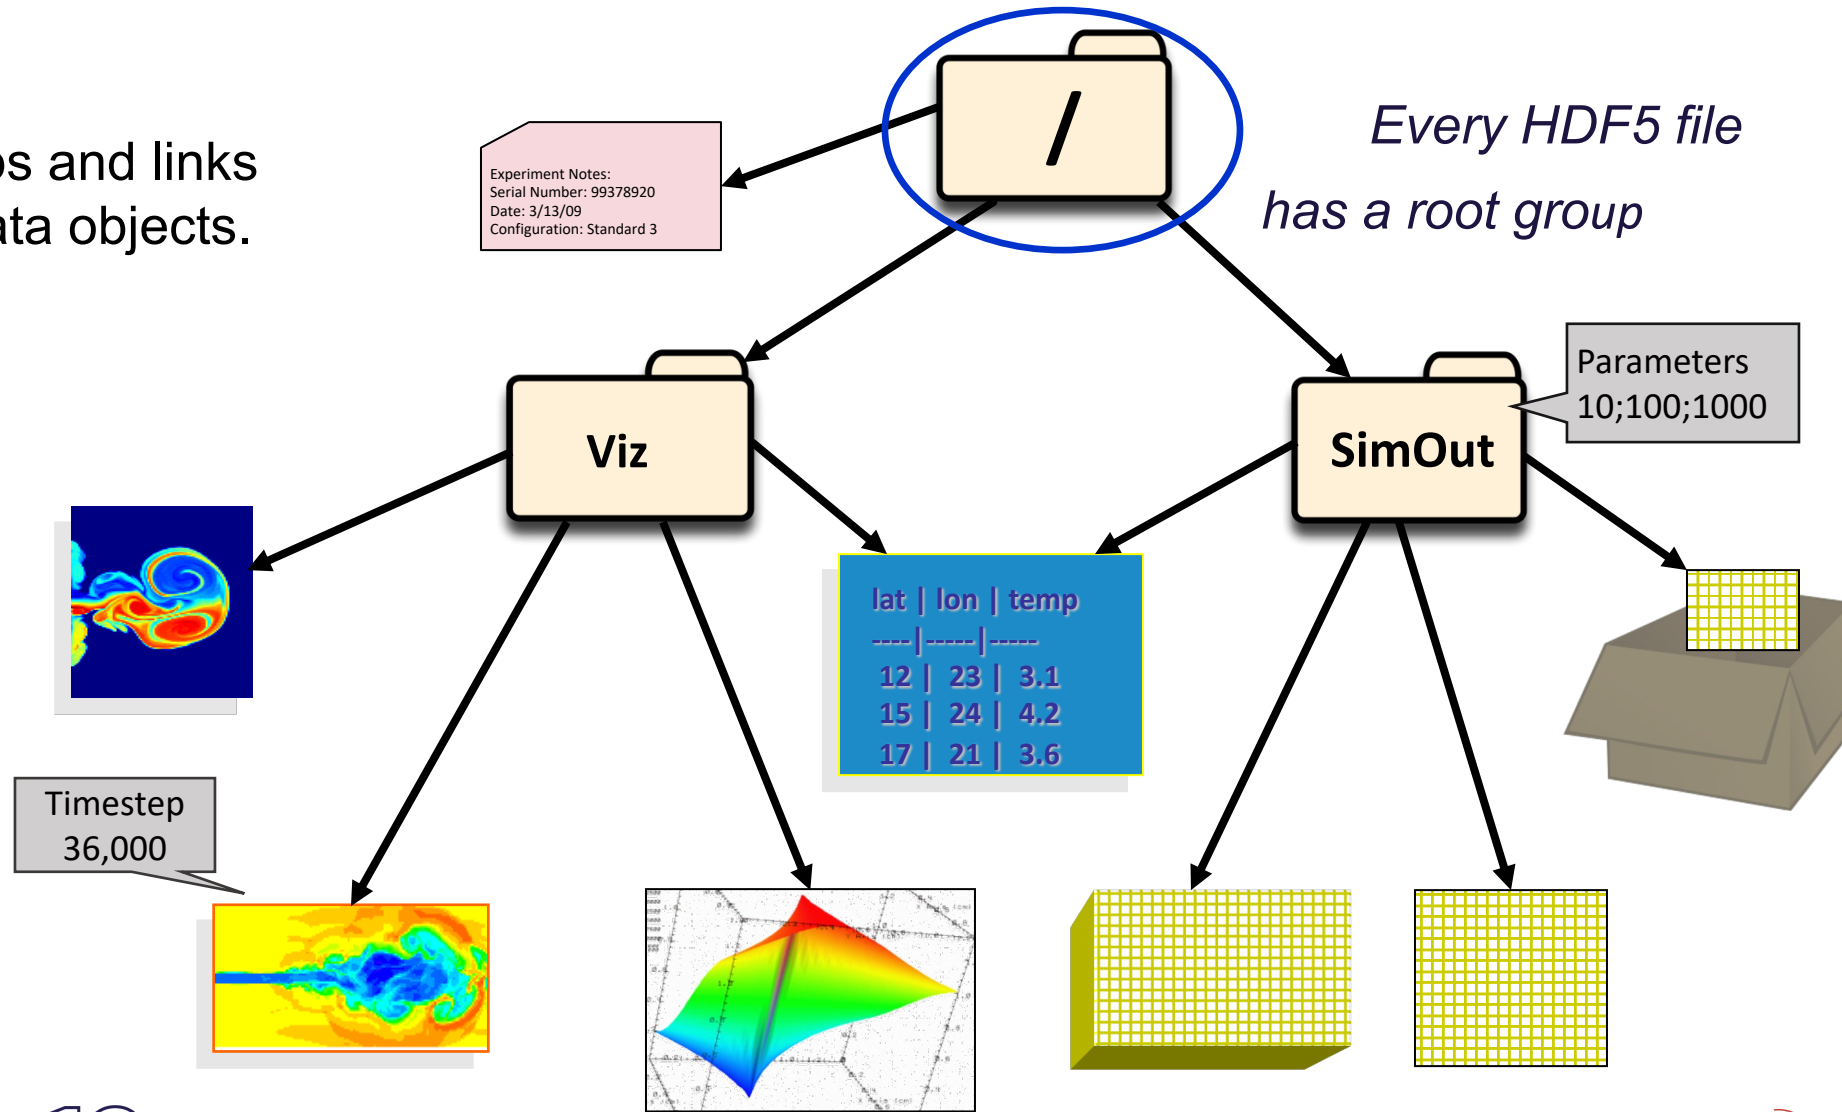 /
Every HDF5 file
has a root group
and links
objects.
Experiment Notes:
Serial Number: 99378920
Date: 3/13/09
Configuration: Standard 3
Viz
SimOut
Parameters
10;100;1000
lat | lon | temp
----|-----|-----
12 | 23 | 3.1
15 | 24 | 4.2
17 | 21 | 3.6
Timestep
36,000